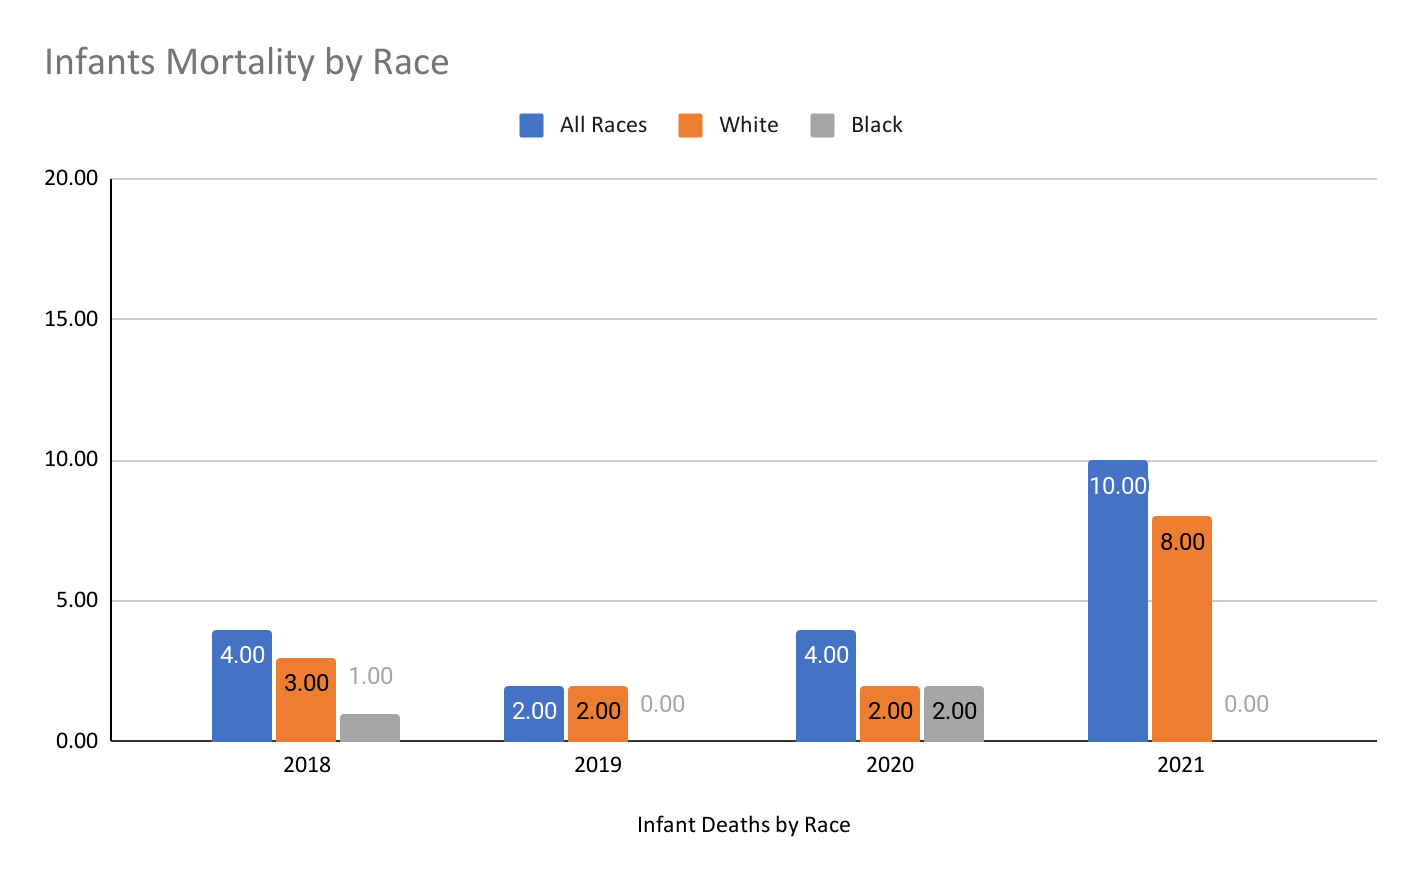 Infants Mortality by Race
All Races White Black
20.00
15.00
10.00
5.00
0.00
4.00 3.00 1.00
2.00 2.00 0.00
4.00 2.00 2.00
10.00 8.00 0.00
2018 2019 2020 2021
Infant Deaths by Race